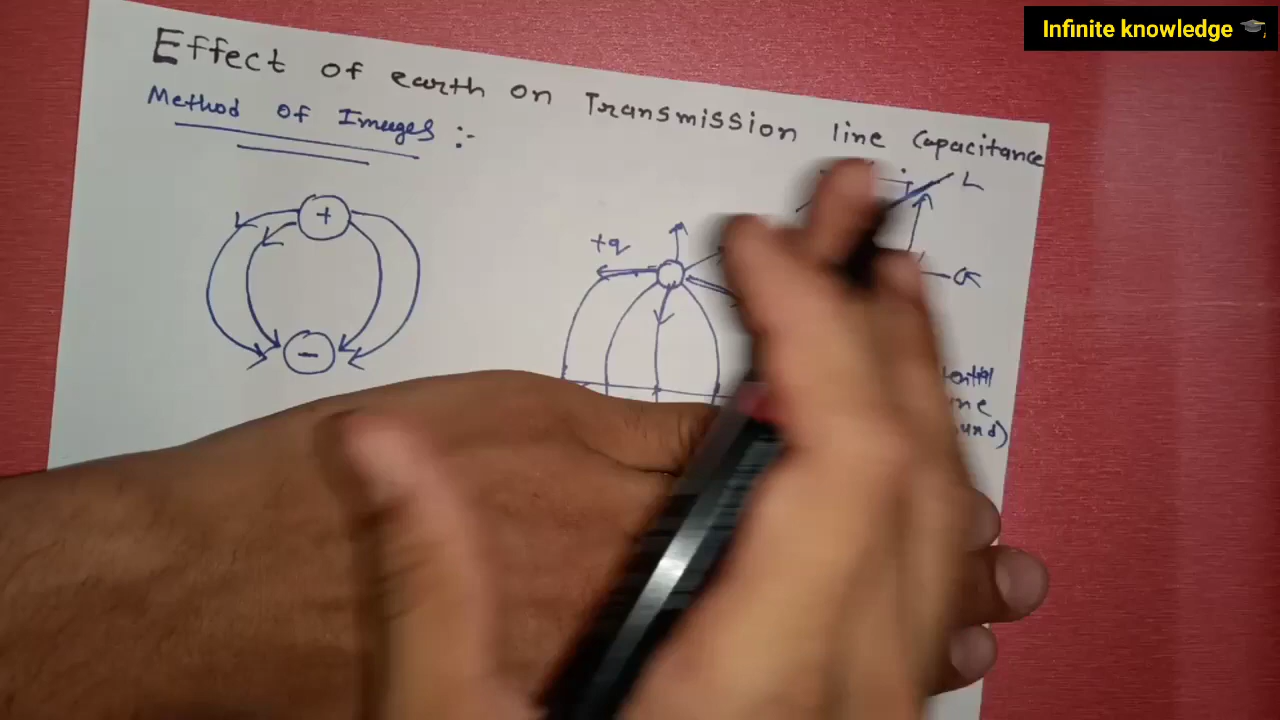 Infinite knowledge 🎓
Effect of earth on Transmission line Capacitance
Method of Images :-
+
+q
L
−